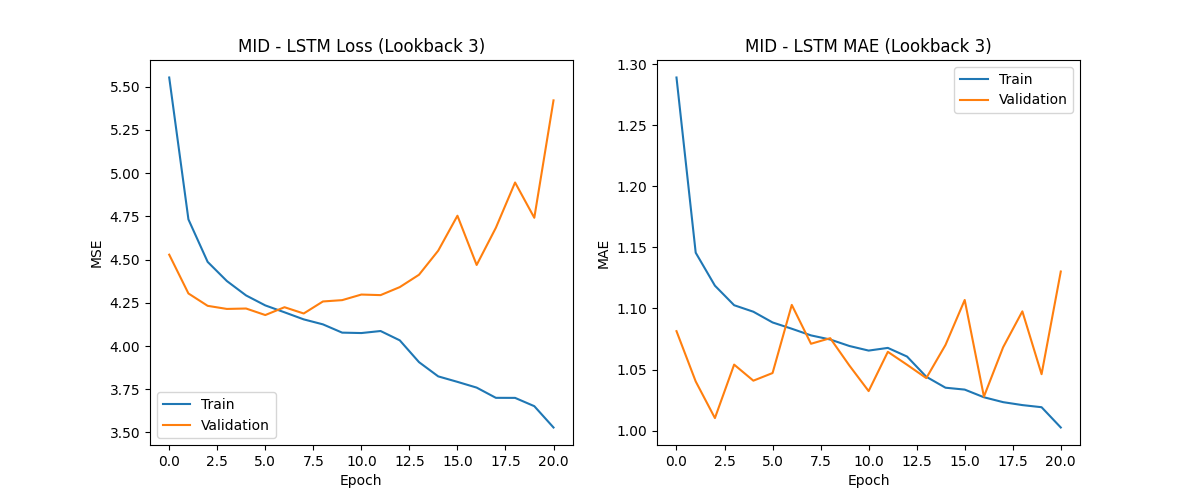 MID - LSTM Loss (Lookback 3)
MSE
5.50
5.25
5.00
4.75
4.50
4.25
4.00
3.75
3.50
Train
Validation
0.0 2.5 5.0 7.5 10.0 12.5 15.0 17.5 20.0
Epoch
MID - LSTM MAE (Lookback 3)
MAE
1.30
1.25
1.20
1.15
1.10
1.05
1.00
Train
Validation
0.0 2.5 5.0 7.5 10.0 12.5 15.0 17.5 20.0
Epoch